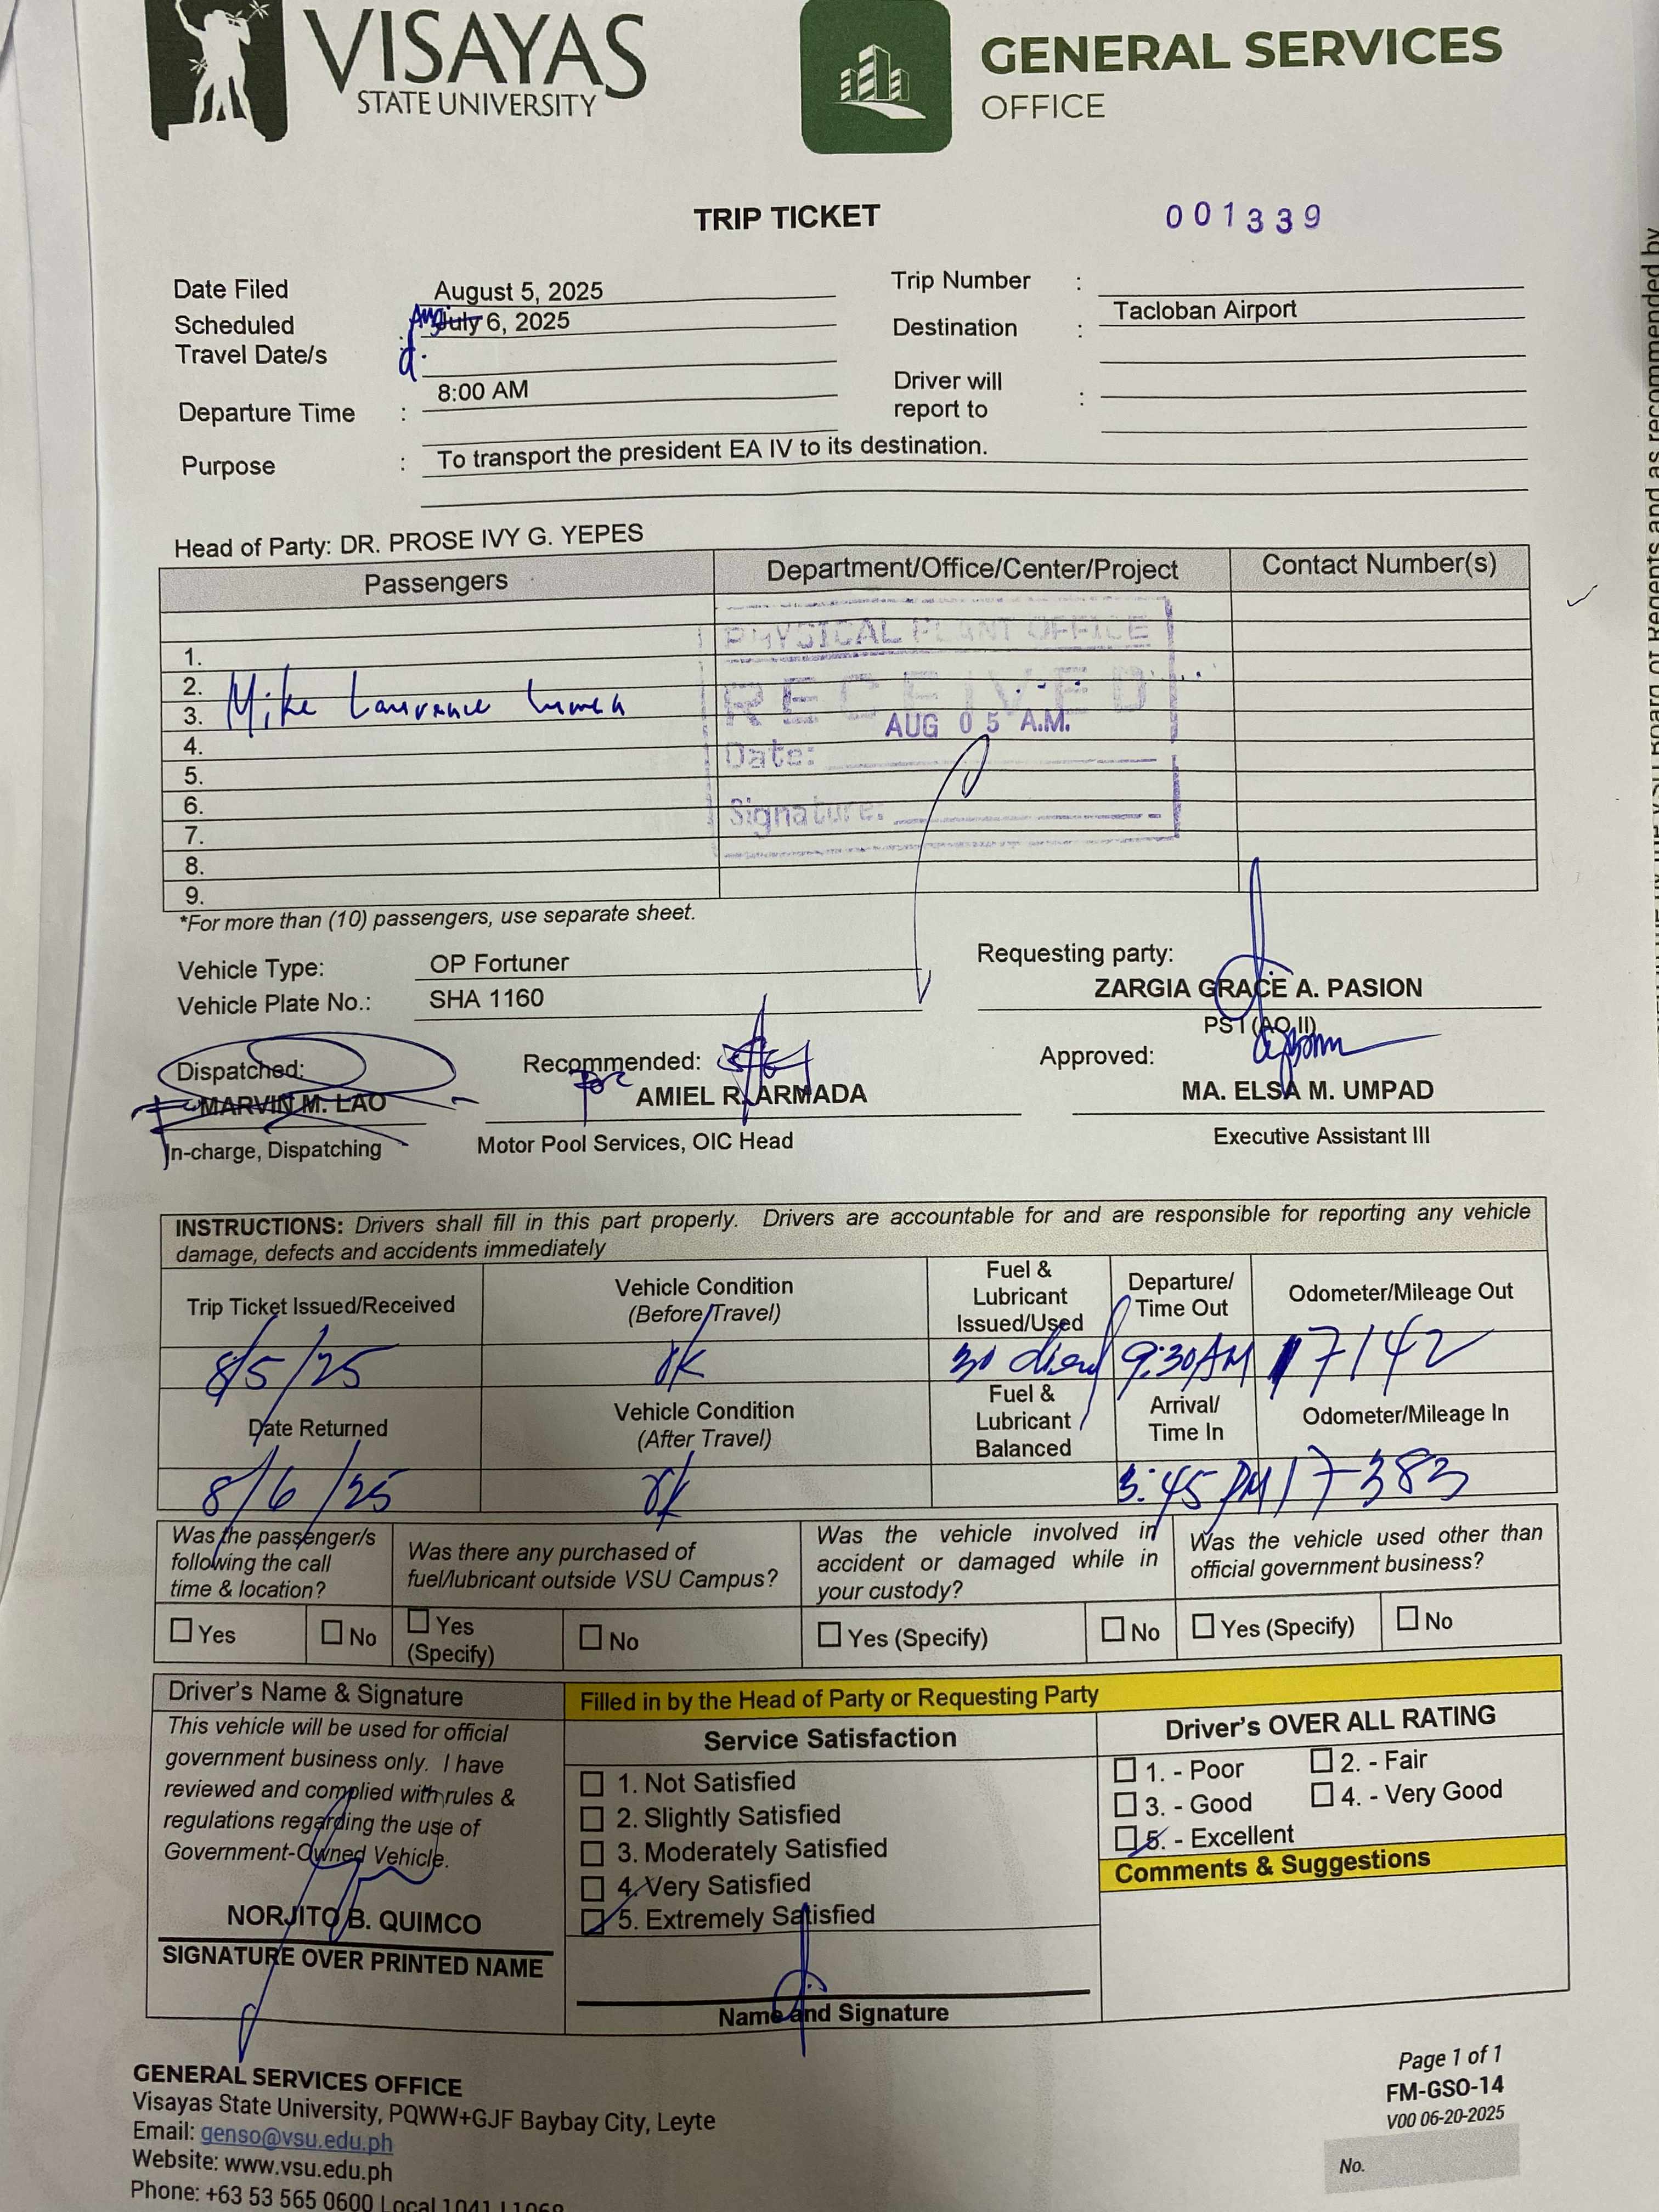 VISAYAS
STATE UNIVERSITY
GENERAL SERVICES
OFFICE
TRIP TICKET 001339
Date Filed August 5, 2025
Trip Number :
Scheduled Travel Date/s : Aug July 6, 2025
Destination : Tacloban Airport
Departure Time : 8:00 AM
Driver will report to :
Purpose : To transport the president EA IV to its destination.
Head of Party: DR. PROSE IVY G. YEPES
Passengers Department/Office/Center/Project Contact Number(s)
PHYSICAL PLANT OFFICE
RECEIVED
AUG 05 A.M.
Date:
Signature:
1.
2.
3. Mike Laurence
4.
5.
6.
7.
8.
9.
*For more than (10) passengers, use separate sheet.
Vehicle Type: OP Fortuner
Vehicle Plate No.: SHA 1160
Requesting party:
ZARGIA GRACE A. PASION
PS I (AO II)
Dispatched:
MARVIN M. LAO
In-charge, Dispatching
Recommended:
for AMIEL R. ARMADA
Motor Pool Services, OIC Head
Approved:
MA. ELSA M. UMPAD
Executive Assistant III
INSTRUCTIONS: Drivers shall fill in this part properly. Drivers are accountable for and are responsible for reporting any vehicle
damage, defects and accidents immediately
Trip Ticket Issued/Received Vehicle Condition (Before Travel) Fuel & Lubricant Issued/Used Departure/ Time Out Odometer/Mileage Out
8/5/25 ok 30 diesel 9:30 AM 17142
Date Returned Vehicle Condition (After Travel) Fuel & Lubricant Balanced Arrival/ Time In Odometer/Mileage In
8/6/25 ok 3:45 PM 17383
Was the passenger/s following the call time & location?
Was there any purchased of fuel/lubricant outside VSU Campus?
Was the vehicle involved in accident or damaged while in your custody?
Was the vehicle used other than official government business?
Yes No Yes (Specify) No Yes (Specify) No Yes (Specify) No
Driver's Name & Signature
This vehicle will be used for official
government business only. I have
reviewed and complied with rules &
regulations regarding the use of
Government-Owned Vehicle.
NORJITO B. QUIMCO
SIGNATURE OVER PRINTED NAME
Filled in by the Head of Party or Requesting Party
Service Satisfaction
1. Not Satisfied
2. Slightly Satisfied
3. Moderately Satisfied
4. Very Satisfied
5. Extremely Satisfied
Name and Signature
Driver's OVER ALL RATING
1. - Poor 2. - Fair
3. - Good 4. - Very Good
5. - Excellent
Comments & Suggestions
GENERAL SERVICES OFFICE
Visayas State University, PQWW+GJF Baybay City, Leyte
Email: genso@vsu.edu.ph
Website: www.vsu.edu.ph
Phone: +63 53 565 0600 Local 1041
Page 1 of 1
FM-GSO-14
V00 06-20-2025
No.